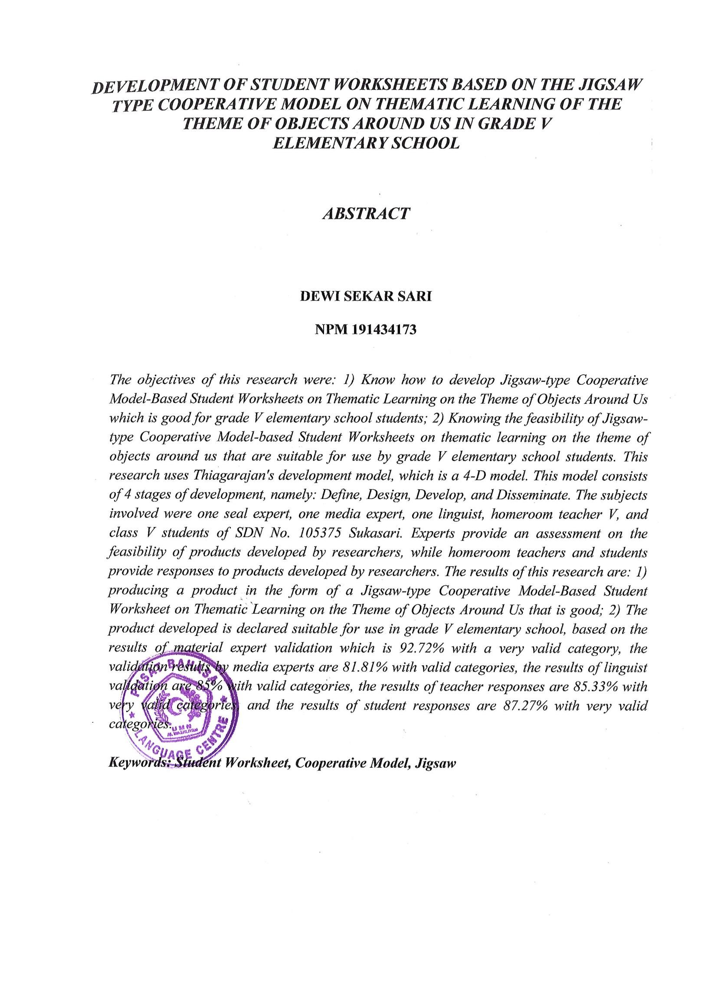 DEVELOPMENT OF STUDENT WORKSHEETS BASED ON THE JIGSAW
TYPE COOPERATIVE MODEL ON THEMATIC LEARNING OF THE
THEME OF OBJECTS AROUND US IN GRADE V
ELEMENTARY SCHOOL
ABSTRACT
DEWI SEKAR SARI
NPM 191434173
The objectives of this research were: 1) Know how to develop Jigsaw-type Cooperative
Model-Based Student Worksheets on Thematic Learning on the Theme of Objects Around Us
which is good for grade V elementary school students; 2) Knowing the feasibility of Jigsaw-
type Cooperative Model-based Student Worksheets on thematic learning on the theme of
objects around us that are suitable for use by grade V elementary school students. This
research uses Thiagarajan's development model, which is a 4-D model. This model consists
of 4 stages of development, namely: Define, Design, Develop, and Disseminate. The subjects
involved were one seal expert, one media expert, one linguist, homeroom teacher V, and
class V students of SDN No. 105375 Sukasari. Experts provide an assessment on the
feasibility of products developed by researchers, while homeroom teachers and students
provide responses to products developed by researchers. The results of this research are: 1)
producing a product in the form of a Jigsaw-type Cooperative Model-Based Student
Worksheet on Thematic Learning on the Theme of Objects Around Us that is good; 2) The
product developed is declared suitable for use in grade V elementary school, based on the
results of material expert validation which is 92.72% with a very valid category, the
validation results by media experts are 81.81% with valid categories, the results of linguist
validation are 85% with valid categories, the results of teacher responses are 85.33% with
very valid categories, and the results of student responses are 87.27% with very valid
categories.
PUSAT BAHASA
UMN
AL WASHLIYAH
LANGUAGE CENTRE
Keywords: Student Worksheet, Cooperative Model, Jigsaw